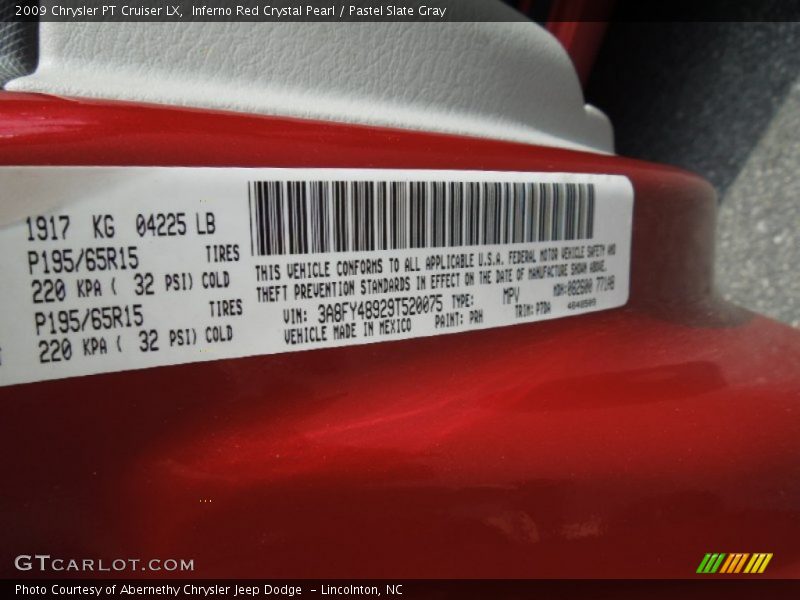 2009 Chrysler PT Cruiser LX, Inferno Red Crystal Pearl / Pastel Slate Gray
1917 KG 04225 LB
P195/65R15 TIRES
220 KPA ( 32 PSI) COLD
P195/65R15 TIRES
220 KPA ( 32 PSI) COLD
THIS VEHICLE CONFORMS TO ALL APPLICABLE U.S.A. FEDERAL MOTOR VEHICLE SAFETY AND
THEFT PREVENTION STANDARDS IN EFFECT ON THE DATE OF MANUFACTURE SHOWN ABOVE.
VIN: 3A8FY48929T520075 TYPE: MPV MDH:082600 771AB
VEHICLE MADE IN MEXICO PAINT: PRH TRIM: P7DA
GTCARLOT.COM
Photo Courtesy of Abernethy Chrysler Jeep Dodge - Lincolnton, NC